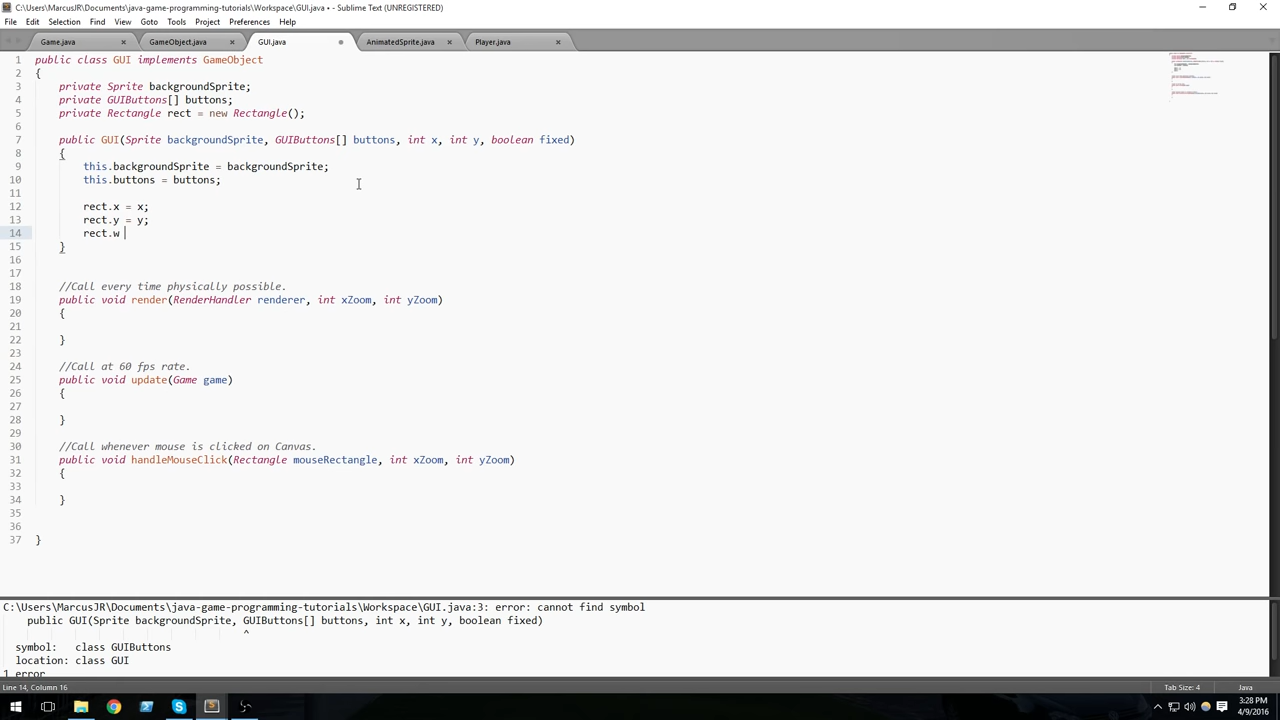 C:\Users\MarcusJR\Documents\java-game-programming-tutorials\Workspace\GUI.java • - Sublime Text (UNREGISTERED)
File Edit Selection Find View Goto Tools Project Preferences Help
Game.java GameObject.java GUI.java AnimatedSprite.java Player.java
1 public class GUI implements GameObject
2 {
3 private Sprite backgroundSprite;
4 private GUIButtons[] buttons;
5 private Rectangle rect = new Rectangle();
6
7 public GUI(Sprite backgroundSprite, GUIButtons[] buttons, int x, int y, boolean fixed)
8 {
9 this.backgroundSprite = backgroundSprite;
10 this.buttons = buttons;
11
12 rect.x = x;
13 rect.y = y;
14 rect.w
15 }
16
17
18 //Call every time physically possible.
19 public void render(RenderHandler renderer, int xZoom, int yZoom)
20 {
21
22 }
23
24 //Call at 60 fps rate.
25 public void update(Game game)
26 {
27
28 }
29
30 //Call whenever mouse is clicked on Canvas.
31 public void handleMouseClick(Rectangle mouseRectangle, int xZoom, int yZoom)
32 {
33
34 }
35
36
37 }
C:\Users\MarcusJR\Documents\java-game-programming-tutorials\Workspace\GUI.java:3: error: cannot find symbol
public GUI(Sprite backgroundSprite, GUIButtons[] buttons, int x, int y, boolean fixed)
^
symbol: class GUIButtons
location: class GUI
1 error
Line 14, Column 16 Tab Size: 4 Java
3:28 PM
4/9/2016